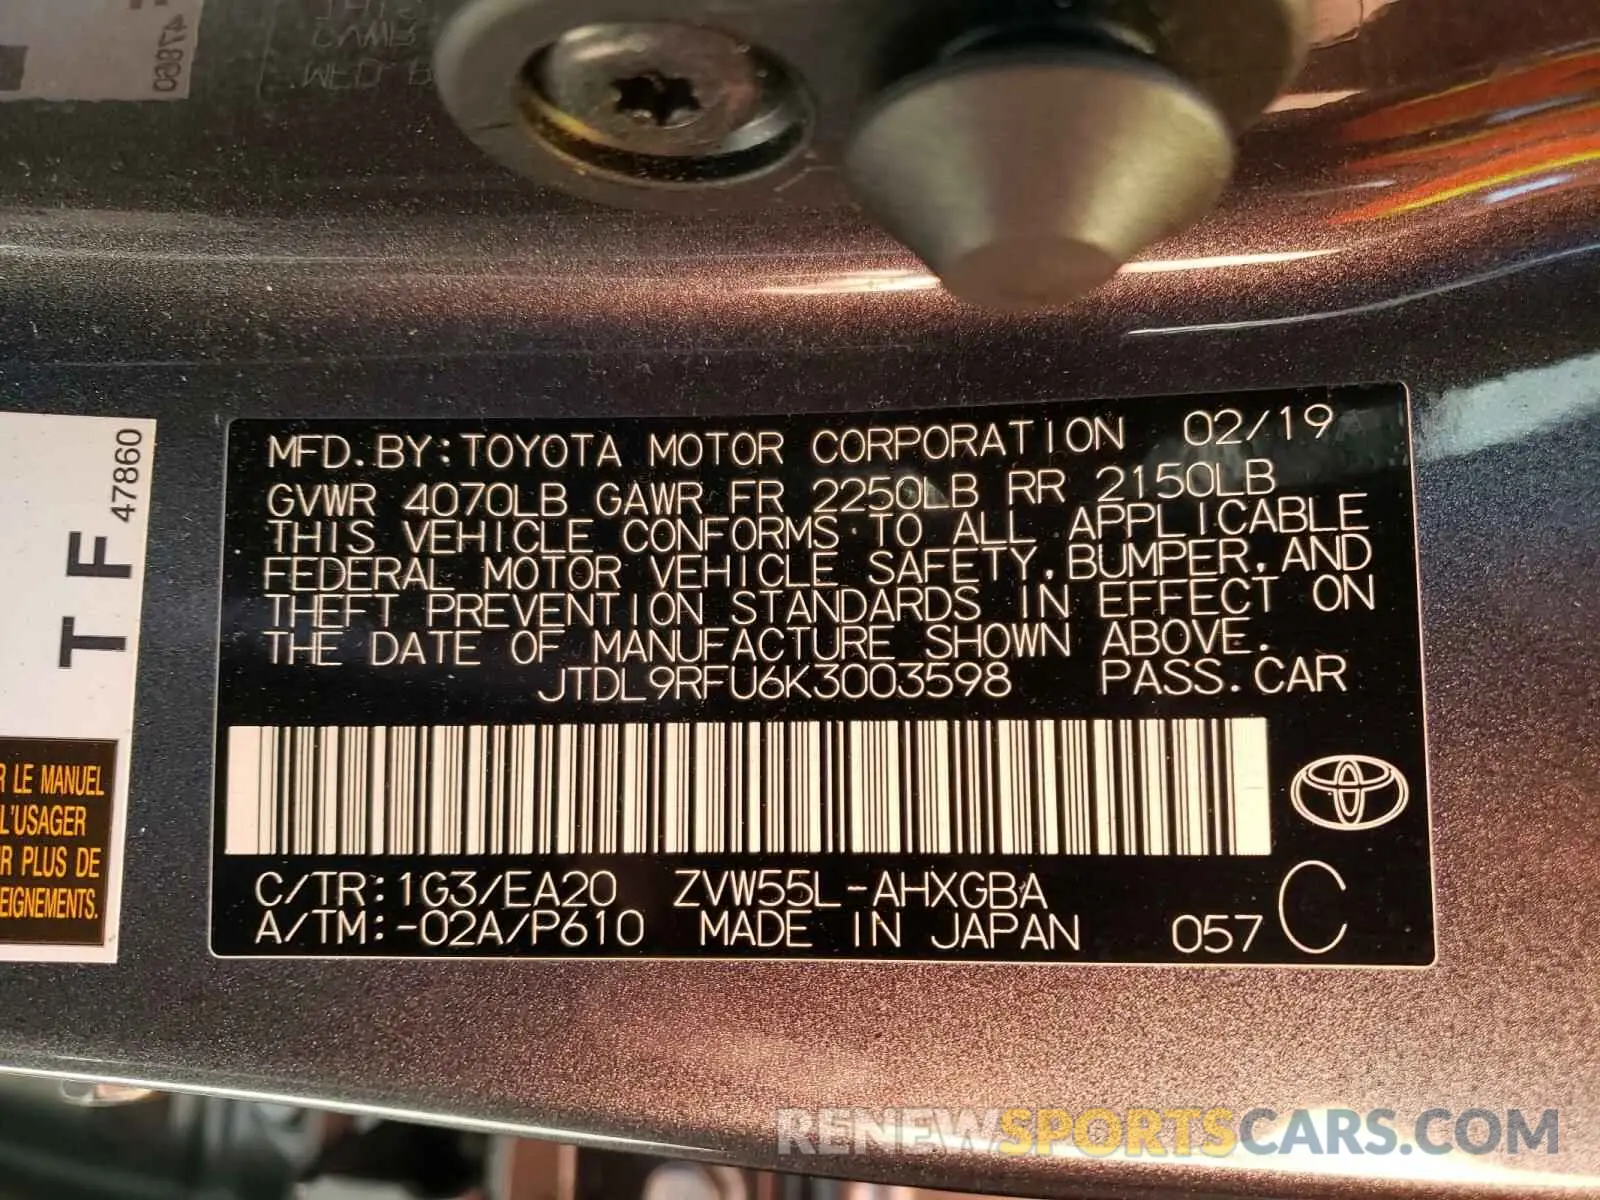 MFD. BY: TOYOTA MOTOR CORPORATION 02/19
GVWR 4070LB GAWR FR 2250LB RR 2150LB
THIS VEHICLE CONFORMS TO ALL APPLICABLE
FEDERAL MOTOR VEHICLE SAFETY, BUMPER, AND
THEFT PREVENTION STANDARDS IN EFFECT ON
THE DATE OF MANUFACTURE SHOWN ABOVE.
JTDL9RFU6K3003598 PASS. CAR
C/TR: 1G3/EA20 ZVW55L-AHXGBA
A/TM: -02A/P610 MADE IN JAPAN 057 C
T F
47860
R LE MANUEL
L'USAGER
R PLUS DE
EIGNEMENTS.
47860
RENEWSPORTSCARS.COM